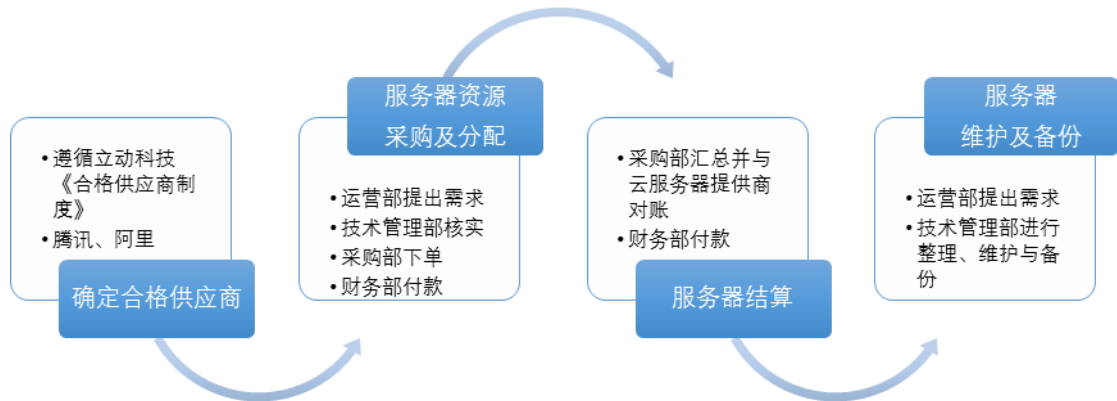 • 遵循立动科技
《合格供应商制
度》
• 腾讯、阿里
确定合格供应商
服务器资源
采购及分配
• 运营部提出需求
• 技术管理部核实
• 采购部下单
• 财务部付款
• 采购部汇总并与
云服务器提供商
对账
• 财务部付款
服务器结算
服务器
维护及备份
• 运营部提出需求
• 技术管理部进行
整理、维护与备
份